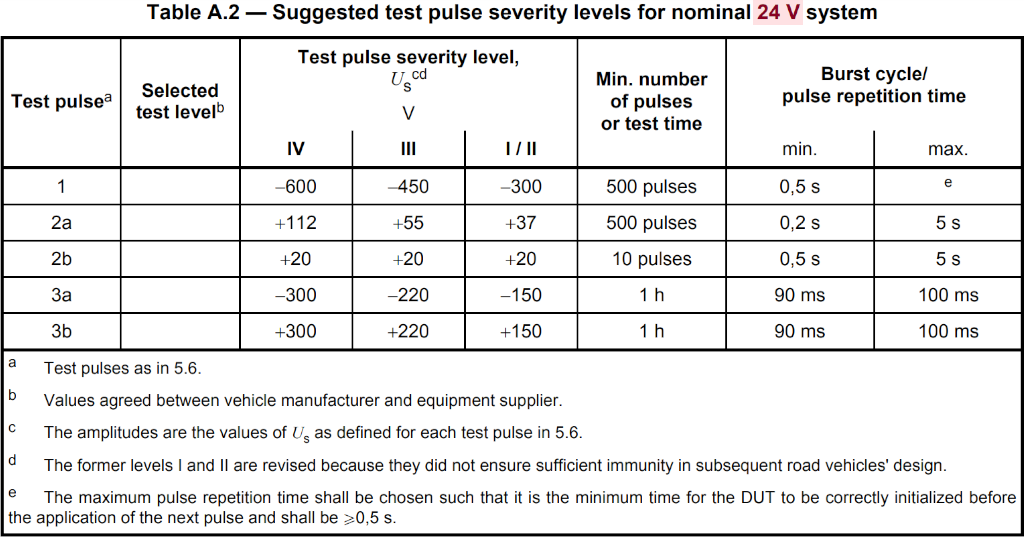 Table A.2 — Suggested test pulse severity levels for nominal 24 V system
Test pulse^a
Selected
test level^b
Test pulse severity level,
U_s^cd
V
Min. number
of pulses
or test time
Burst cycle/
pulse repetition time
IV III I / II min. max.
1 −600 −450 −300 500 pulses 0,5 s e
2a +112 +55 +37 500 pulses 0,2 s 5 s
2b +20 +20 +20 10 pulses 0,5 s 5 s
3a −300 −220 −150 1 h 90 ms 100 ms
3b +300 +220 +150 1 h 90 ms 100 ms
a Test pulses as in 5.6.
b Values agreed between vehicle manufacturer and equipment supplier.
c The amplitudes are the values of U_s as defined for each test pulse in 5.6.
d The former levels I and II are revised because they did not ensure sufficient immunity in subsequent road vehicles' design.
e The maximum pulse repetition time shall be chosen such that it is the minimum time for the DUT to be correctly initialized before
the application of the next pulse and shall be ⩾0,5 s.